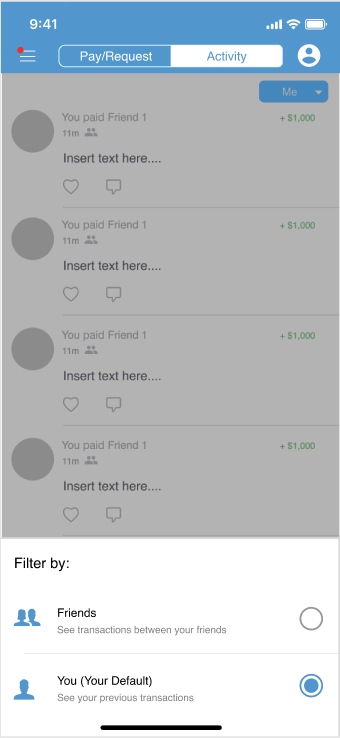 9:41
Pay/Request Activity
Me
You paid Friend 1 + $1,000
11m
Insert text here....
You paid Friend 1 + $1,000
11m
Insert text here....
You paid Friend 1 + $1,000
11m
Insert text here....
You paid Friend 1 + $1,000
11m
Insert text here....
Filter by:
Friends
See transactions between your friends
You (Your Default)
See your previous transactions